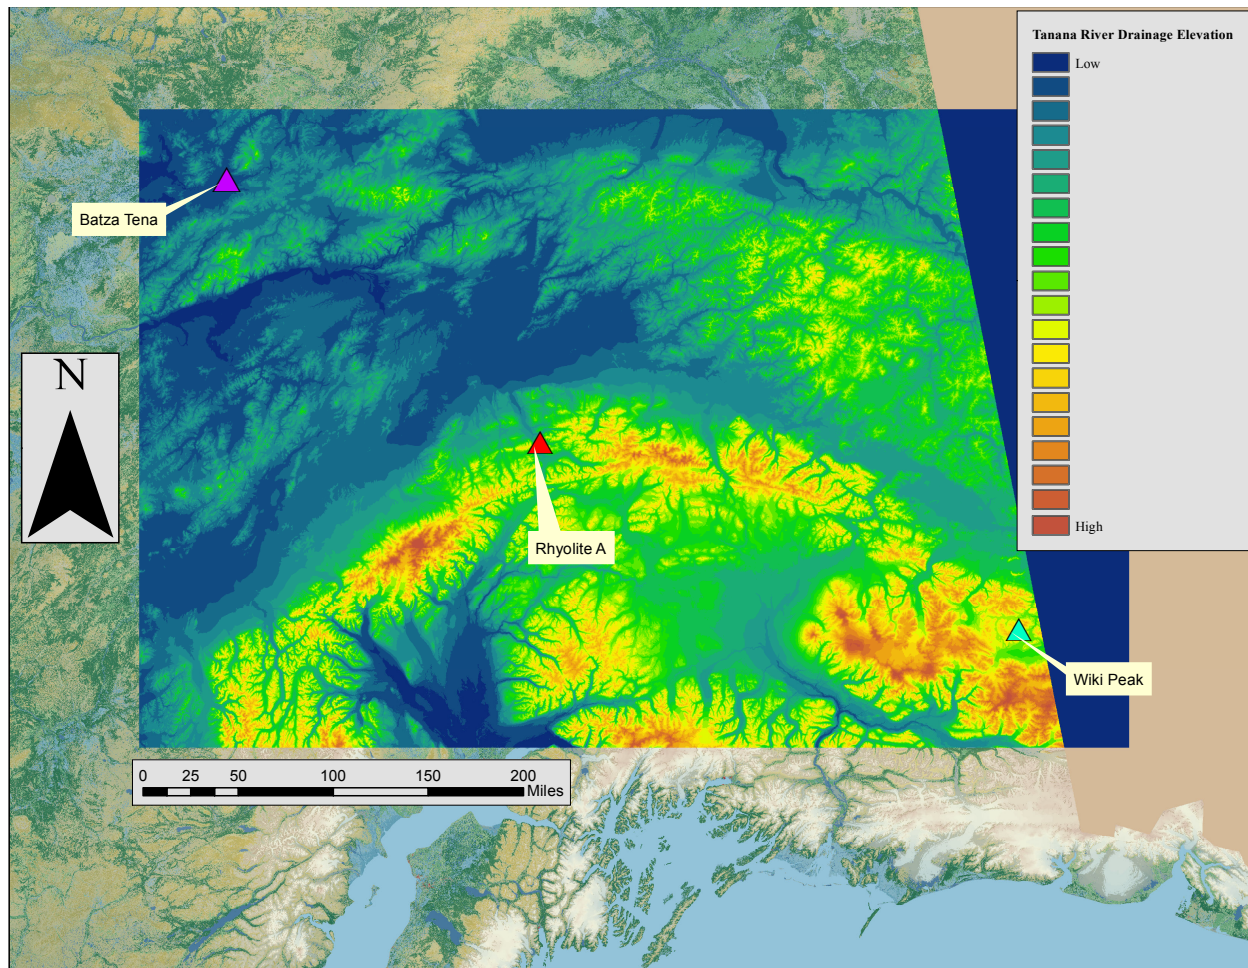 Tanana River Drainage Elevation
Low
High
Batza Tena
N
Rhyolite A
Wiki Peak
0 25 50 100 150 200
Miles